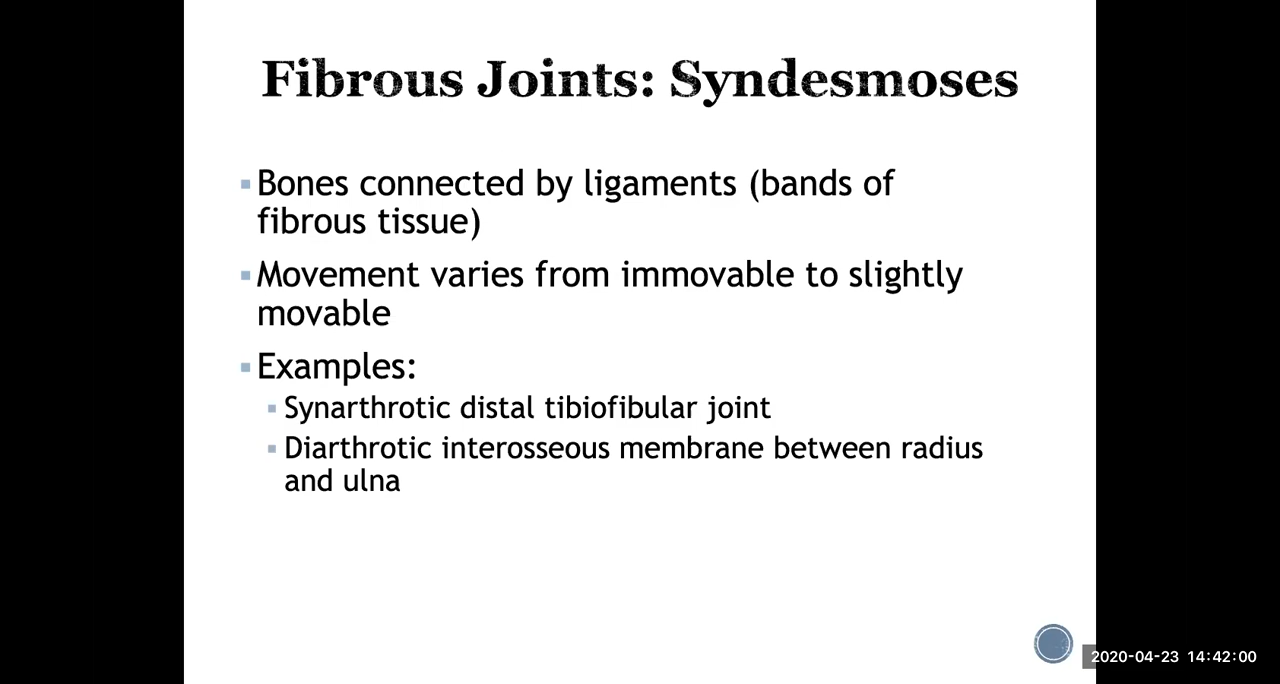 Fibrous Joints: Syndesmoses
▪Bones connected by ligaments (bands of
fibrous tissue)
▪Movement varies from immovable to slightly
movable
▪Examples:
▪Synarthrotic distal tibiofibular joint
▪Diarthrotic interosseous membrane between radius
and ulna
2020-04-23 14:42:00